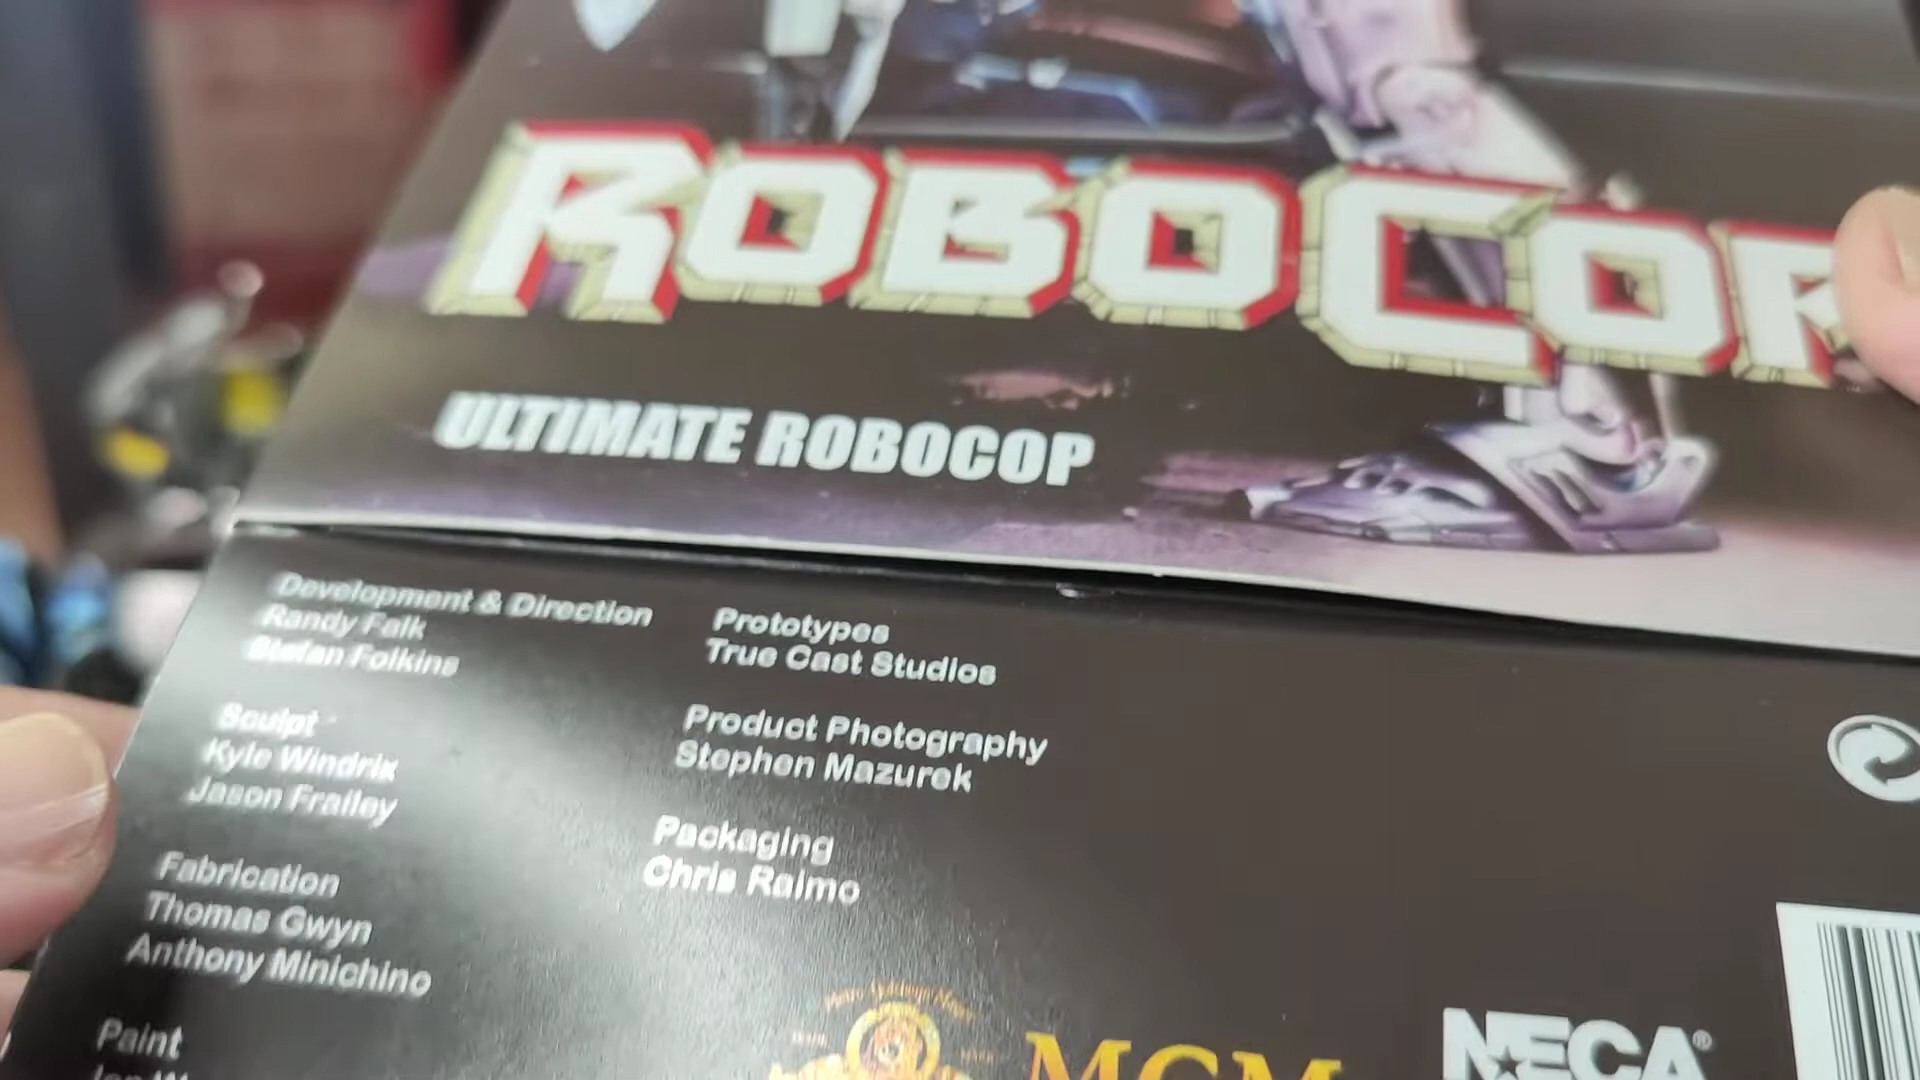 ROBOCOP
ULTIMATE ROBOCOP
Development & Direction
Randy Falk
Stefan Folkins
Sculpt
Kyle Windrix
Jason Frailey
Fabrication
Thomas Gwyn
Anthony Minichino
Paint
Prototypes
True Cast Studios
Product Photography
Stephen Mazurek
Packaging
Chris Raimo
MGM
NECA®